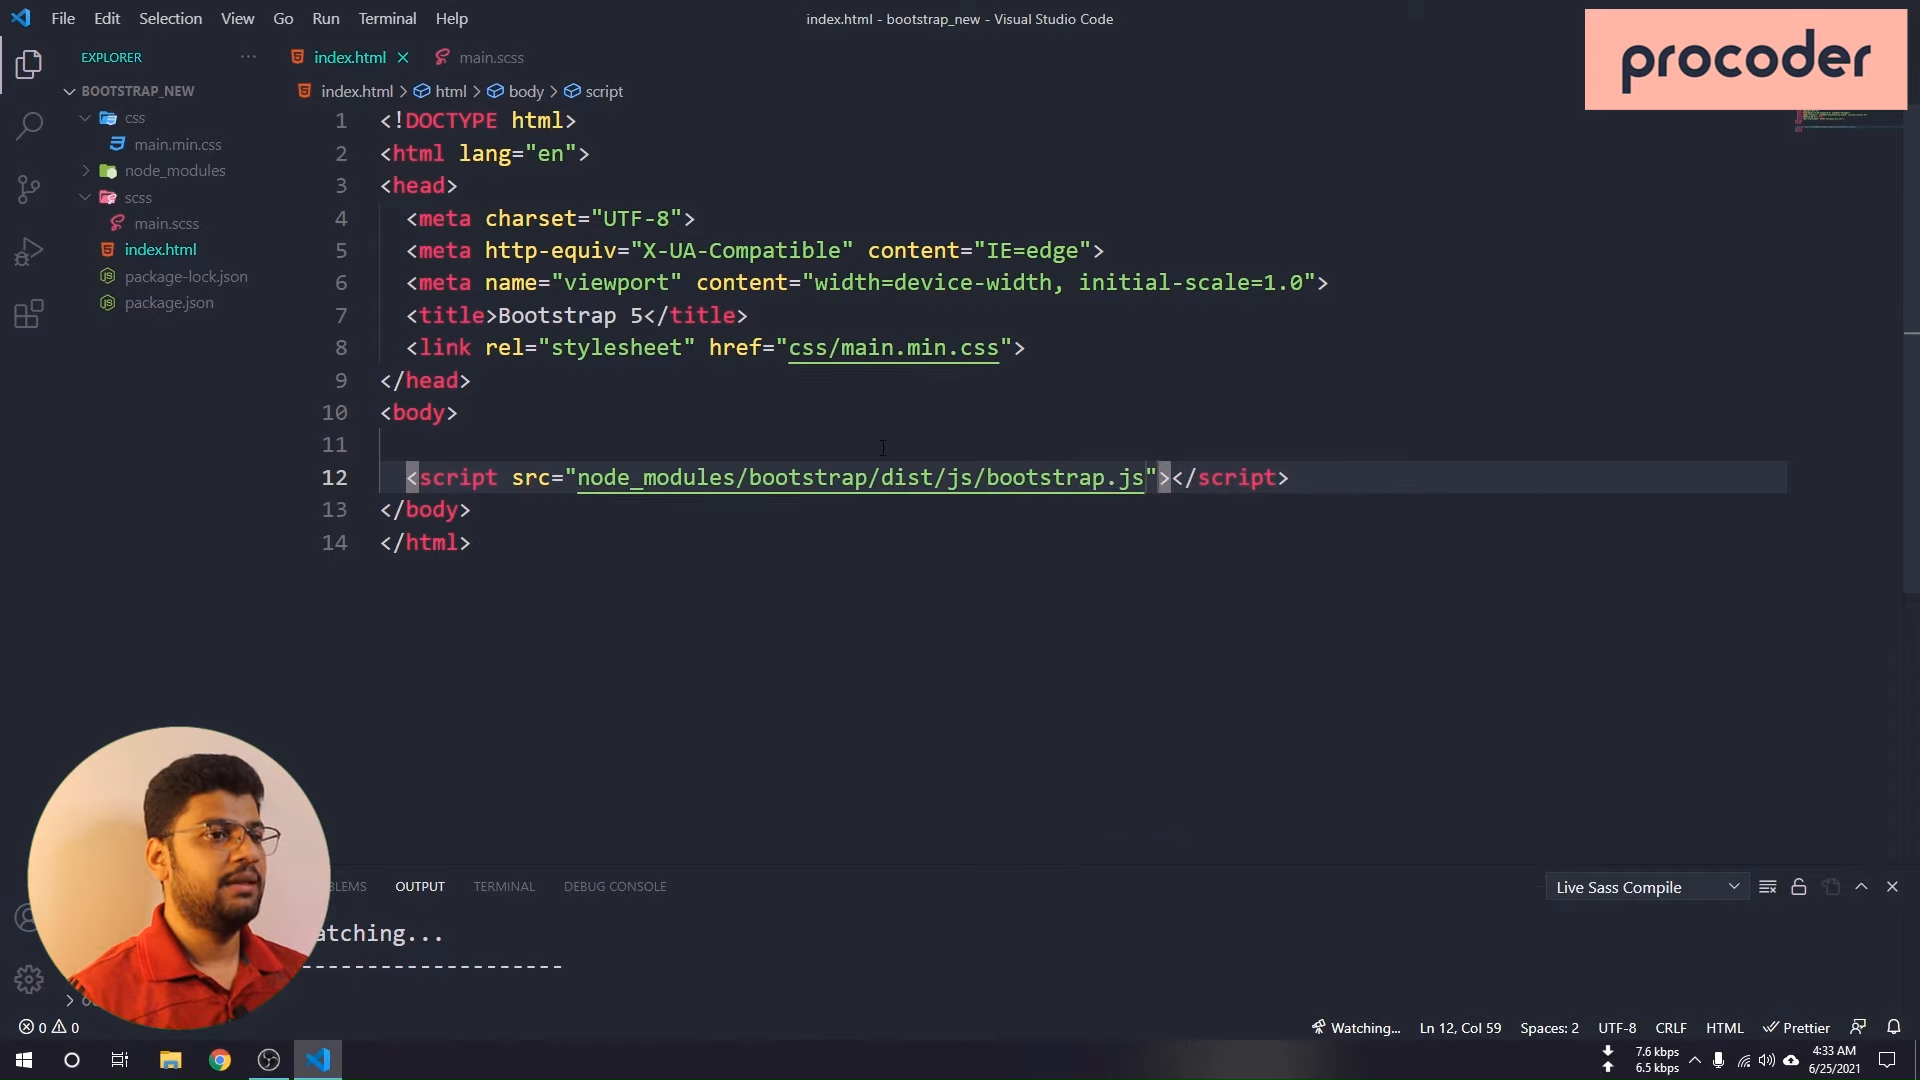 File Edit Selection View Go Run Terminal Help
index.html - bootstrap_new - Visual Studio Code
procoder
EXPLORER ...
index.html
main.scss
BOOTSTRAP_NEW
css
main.min.css
node_modules
scss
main.scss
index.html
package-lock.json
package.json
index.html > html > body > script
1 <!DOCTYPE html>
2 <html lang="en">
3 <head>
4 <meta charset="UTF-8">
5 <meta http-equiv="X-UA-Compatible" content="IE=edge">
6 <meta name="viewport" content="width=device-width, initial-scale=1.0">
7 <title>Bootstrap 5</title>
8 <link rel="stylesheet" href="css/main.min.css">
9 </head>
10 <body>
11
12 <script src="node_modules/bootstrap/dist/js/bootstrap.js"></script>
13 </body>
14 </html>
BLEMS OUTPUT TERMINAL DEBUG CONSOLE
Live Sass Compile
atching...
--------------------
0 0
Watching... Ln 12, Col 59 Spaces: 2 UTF-8 CRLF HTML Prettier
7.6 kbps
6.5 kbps
4:33 AM
6/25/2021